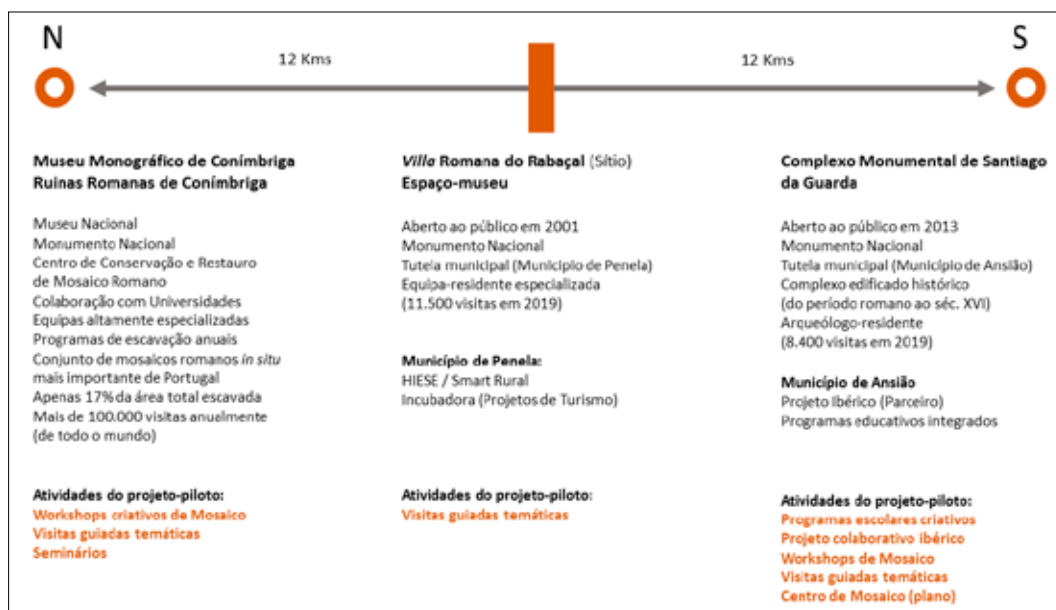 N
S
12 Kms
12 Kms
Museu Monográfico de Conímbriga
Ruinas Romanas de Conímbriga
Museu Nacional
Monumento Nacional
Centro de Conservação e Restauro
de Mosaico Romano
Colaboração com Universidades
Equipas altamente especializadas
Programas de escavação anuais
Conjunto de mosaicos romanos in situ
mais importante de Portugal
Apenas 17% da área total escavada
Mais de 100.000 visitas anualmente
(de todo o mundo)
Atividades do projeto-piloto:
Workshops criativos de Mosaico
Visitas guiadas temáticas
Seminários
Villa Romana do Rabaçal (Sítio)
Espaço-museu
Aberto ao público em 2001
Monumento Nacional
Tutela municipal (Município de Penela)
Equipa-residente especializada
(11.500 visitas em 2019)
Município de Penela:
HIESE / Smart Rural
Incubadora (Projetos de Turismo)
Atividades do projeto-piloto:
Visitas guiadas temáticas
Complexo Monumental de Santiago
da Guarda
Aberto ao público em 2013
Monumento Nacional
Tutela municipal (Município de Ansião)
Complexo edificado histórico
(do período romano ao séc. XVI)
Arqueólogo-residente
(8.400 visitas em 2019)
Município de Ansião
Projeto Ibérico (Parceiro)
Programas educativos integrados
Atividades do projeto-piloto:
Programas escolares criativos
Projeto colaborativo ibérico
Workshops de Mosaico
Visitas guiadas temáticas
Centro de Mosaico (plano)